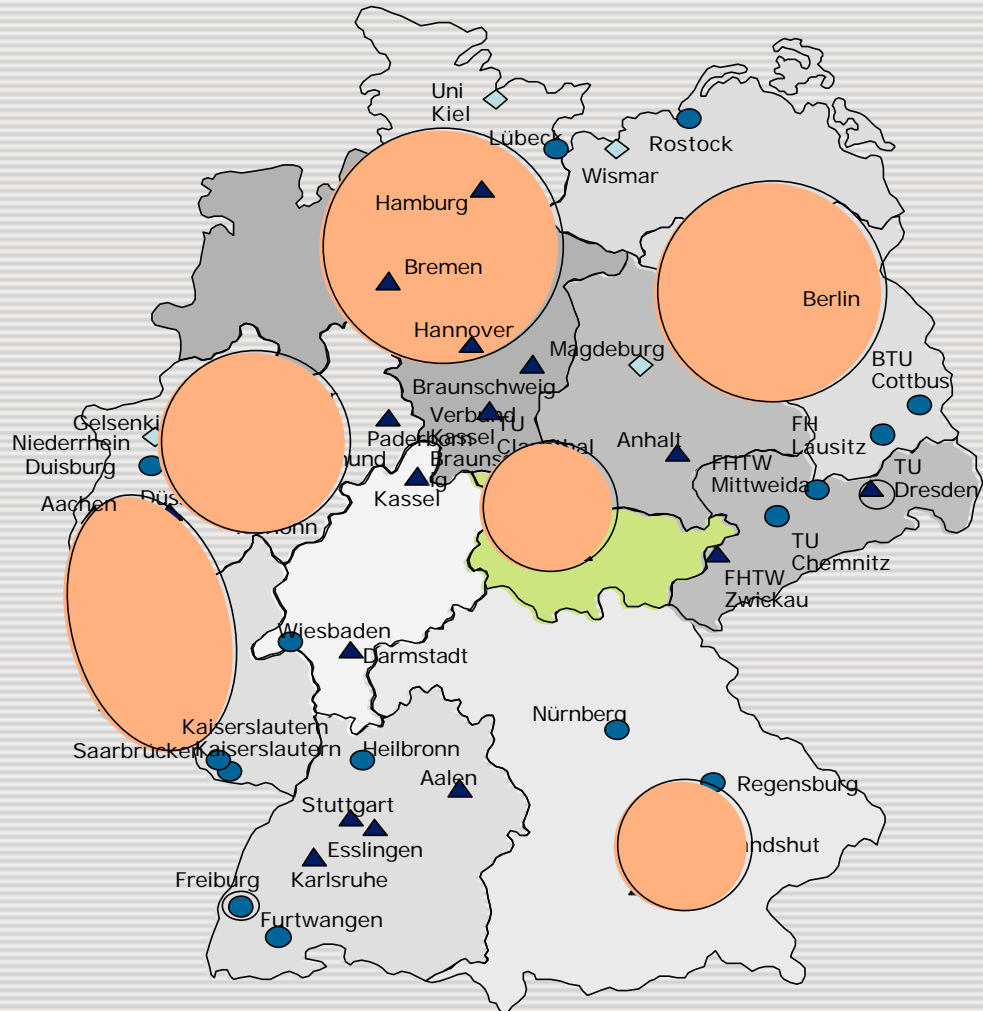 Uni
Kiel
Lübeck
Rostock
Wismar
Hamburg
Bremen
Berlin
Hannover
Magdeburg
BTU
Cottbus
Braunschweig
Verbund
Kassel
TU
Gelsenki
Niederrhein
Duisburg
Paderborn
Anhalt
FH
Lausitz
FHTW
Mittweida
TU
Dresden
Kassel
Aachen
TU
Chemnitz
FHTW
Zwickau
Wiesbaden
Darmstadt
Nürnberg
Kaiserslautern
Saarbrücken
Kaiserslautern
Heilbronn
Aalen
Regensburg
Stuttgart
Esslingen
ndshut
Karlsruhe
Freiburg
Furtwangen